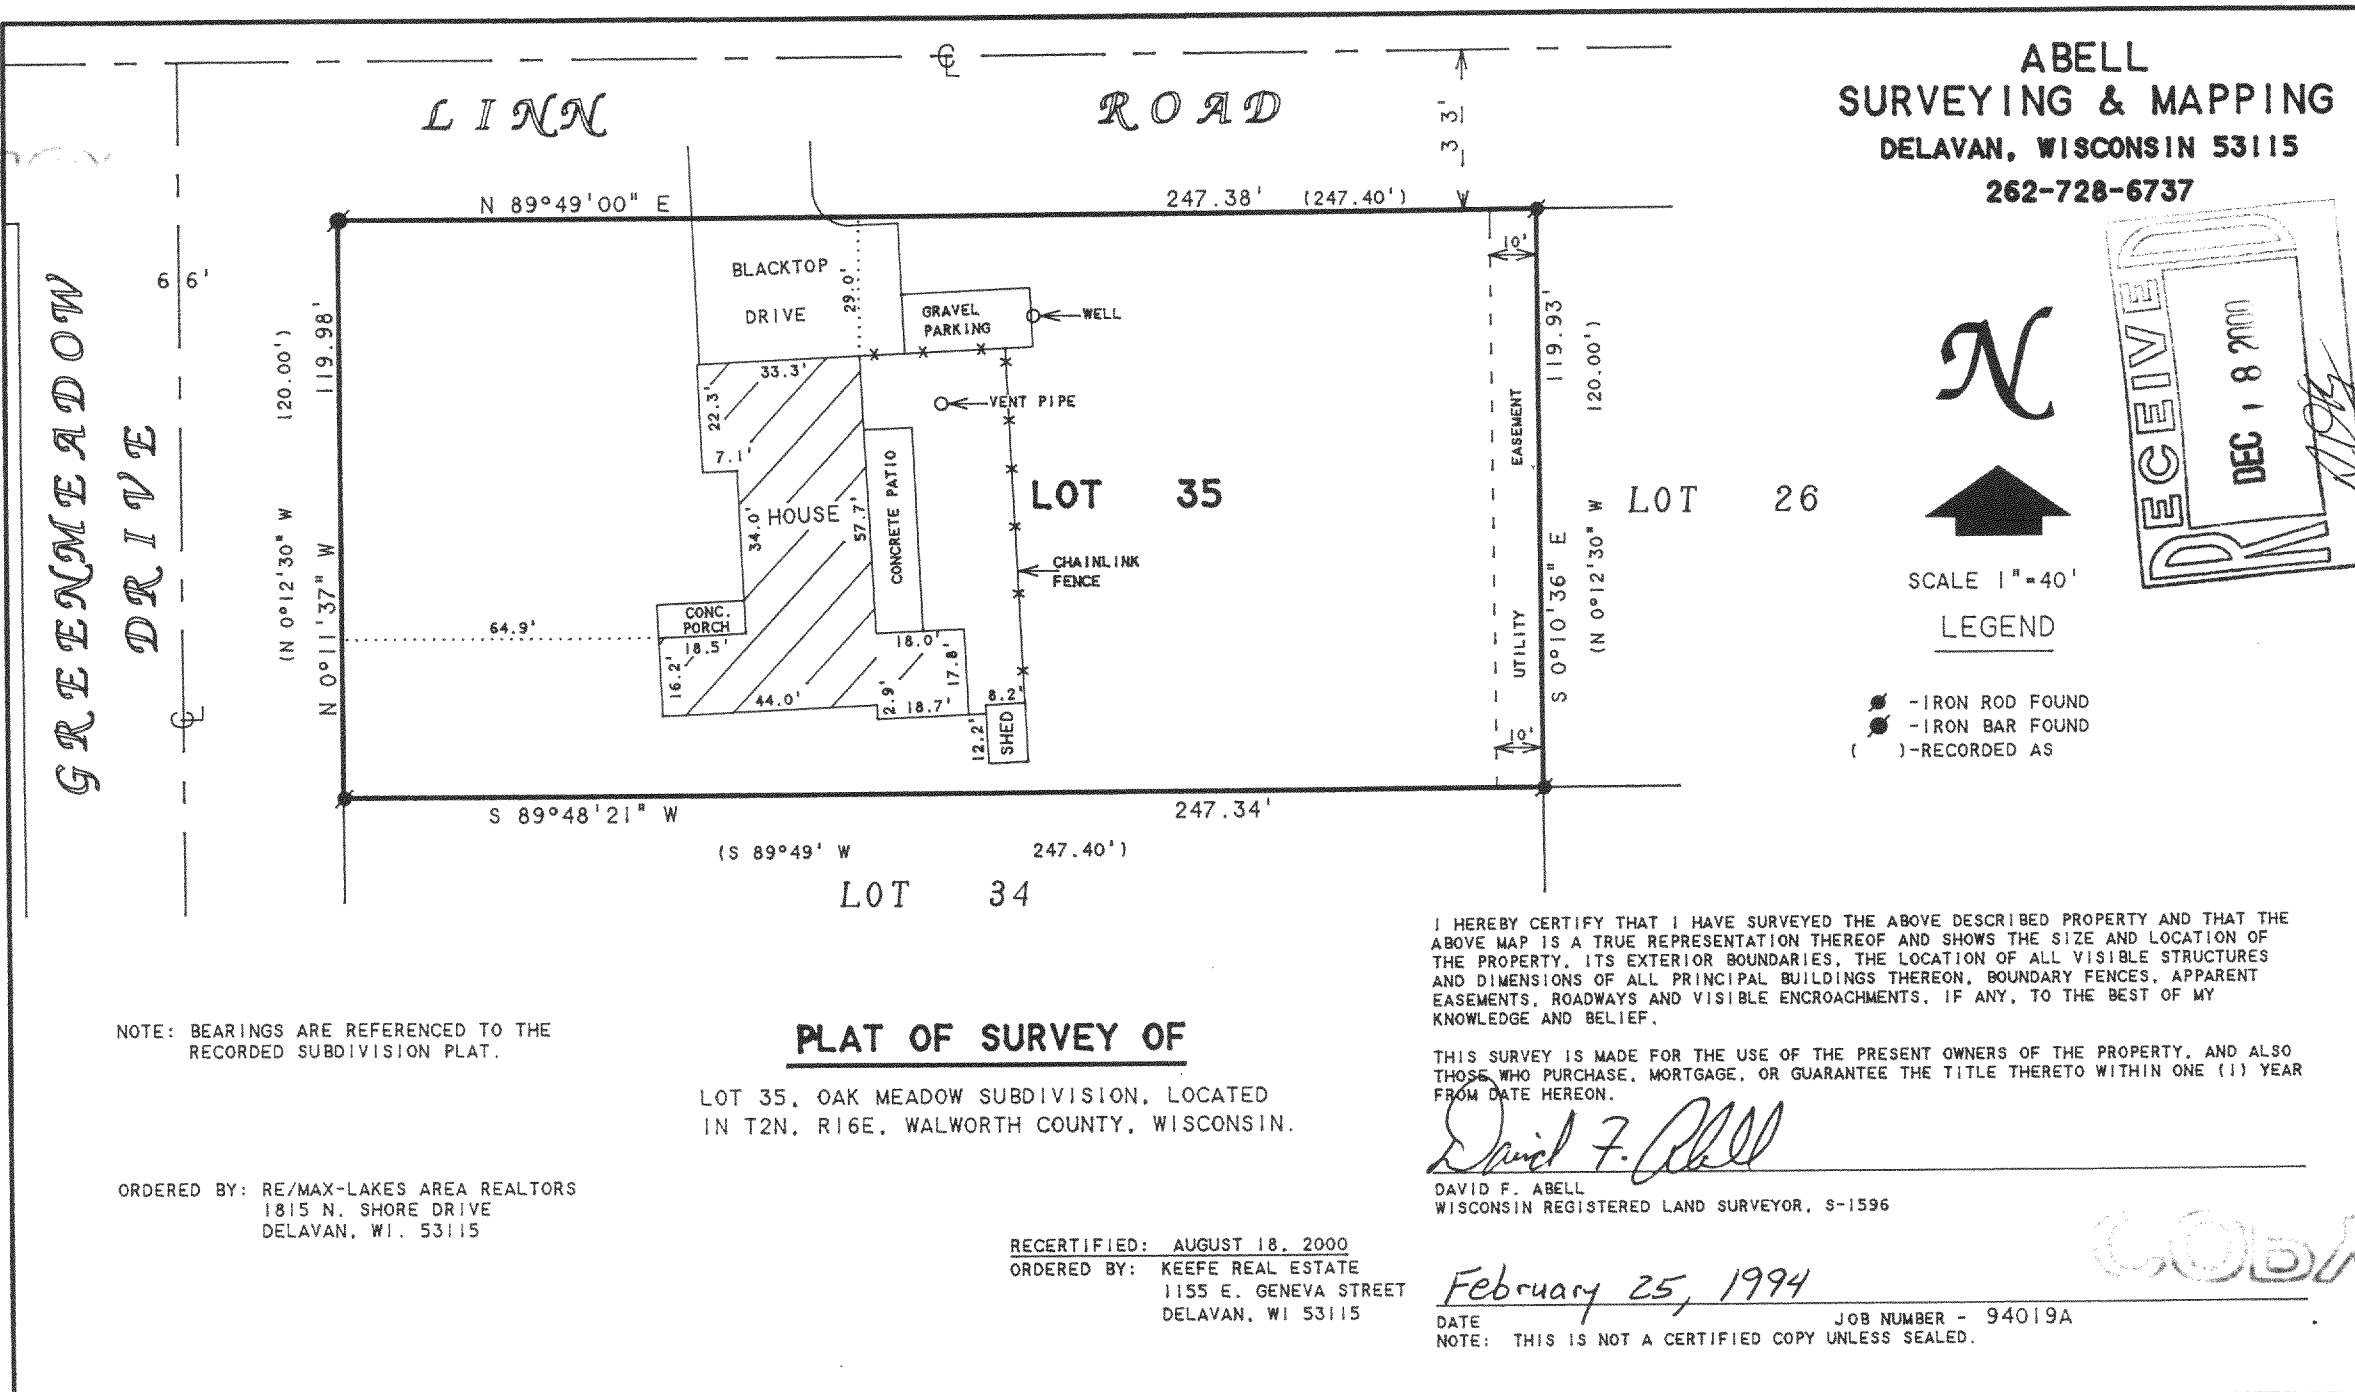 ABELL
SURVEYING & MAPPING
DELAVAN, WISCONSIN 53115
262-728-6737
LINN ROAD
33'
N 89°49'00" E
247.38' (247.40')
GREENMEADOW
DRIVE
66'
119.98'
(120.00')
N 0°11'37" W
(N 0°12'30" W
BLACKTOP
DRIVE
29.0'
GRAVEL
PARKING
WELL
VENT PIPE
33.3'
22.3'
7.1'
34.0'
HOUSE
57.7'
CONCRETE PATIO
LOT 35
CHAINLINK
FENCE
CONC.
PORCH
64.9'
18.5'
16.2'
44.0'
18.0'
17.8'
2.9'
18.7'
8.2'
12.2'
SHED
10'
UTILITY EASEMENT
10'
119.93'
120.00')
S 0°10'36" E
(N 0°12'30" W
LOT 26
S 89°48'21" W
247.34'
(S 89°49' W 247.40')
LOT 34
N
SCALE 1"=40'
LEGEND
-IRON ROD FOUND
-IRON BAR FOUND
( )-RECORDED AS
RECEIVED
DEC 18 2000
NOTE: BEARINGS ARE REFERENCED TO THE
RECORDED SUBDIVISION PLAT.
PLAT OF SURVEY OF
LOT 35, OAK MEADOW SUBDIVISION, LOCATED
IN T2N, R16E, WALWORTH COUNTY, WISCONSIN.
ORDERED BY: RE/MAX-LAKES AREA REALTORS
1815 N. SHORE DRIVE
DELAVAN, WI. 53115
RECERTIFIED: AUGUST 18, 2000
ORDERED BY: KEEFE REAL ESTATE
1155 E. GENEVA STREET
DELAVAN, WI 53115
I HEREBY CERTIFY THAT I HAVE SURVEYED THE ABOVE DESCRIBED PROPERTY AND THAT THE
ABOVE MAP IS A TRUE REPRESENTATION THEREOF AND SHOWS THE SIZE AND LOCATION OF
THE PROPERTY, ITS EXTERIOR BOUNDARIES, THE LOCATION OF ALL VISIBLE STRUCTURES
AND DIMENSIONS OF ALL PRINCIPAL BUILDINGS THEREON, BOUNDARY FENCES, APPARENT
EASEMENTS, ROADWAYS AND VISIBLE ENCROACHMENTS, IF ANY, TO THE BEST OF MY
KNOWLEDGE AND BELIEF.
THIS SURVEY IS MADE FOR THE USE OF THE PRESENT OWNERS OF THE PROPERTY, AND ALSO
THOSE WHO PURCHASE, MORTGAGE, OR GUARANTEE THE TITLE THERETO WITHIN ONE (1) YEAR
FROM DATE HEREON.
David F. Abell
DAVID F. ABELL
WISCONSIN REGISTERED LAND SURVEYOR, S-1596
February 25, 1994
DATE
JOB NUMBER - 94019A
NOTE: THIS IS NOT A CERTIFIED COPY UNLESS SEALED.